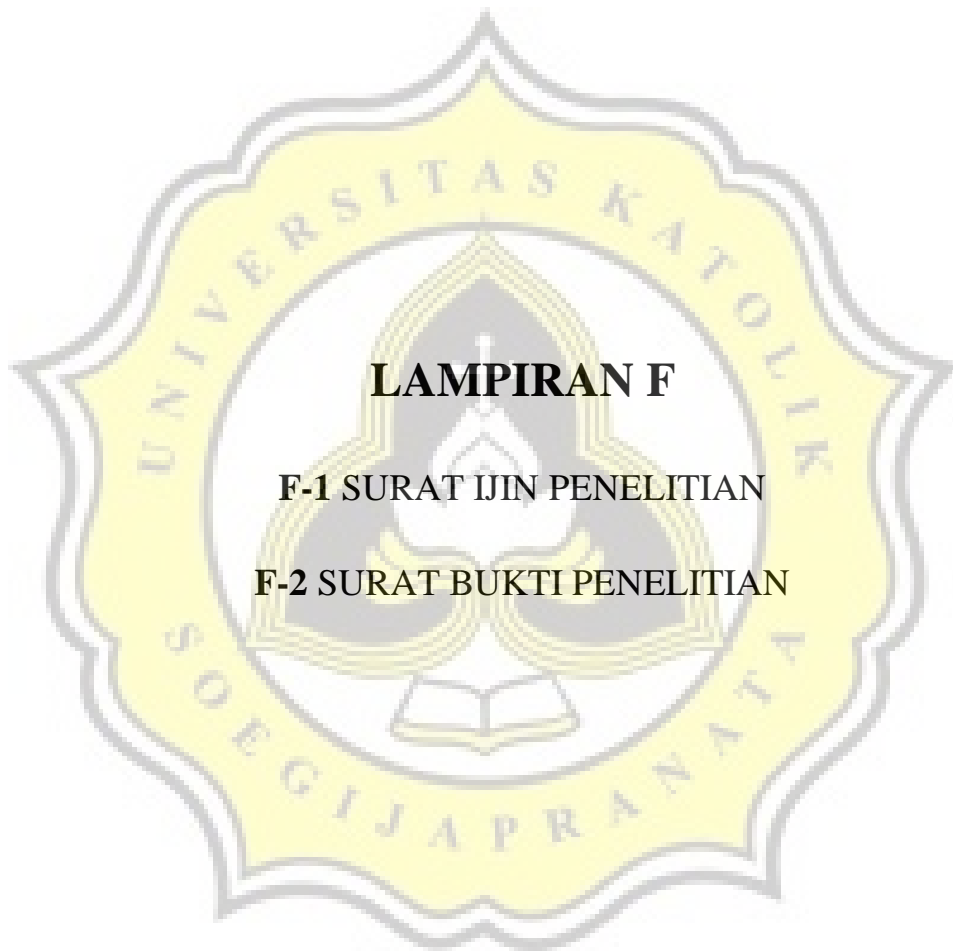 UNIVERSITAS KATOLIK
LAMPIRAN F
F-1 SURAT IJIN PENELITIAN
F-2 SURAT BUKTI PENELITIAN
SOEGIJAPRANATA